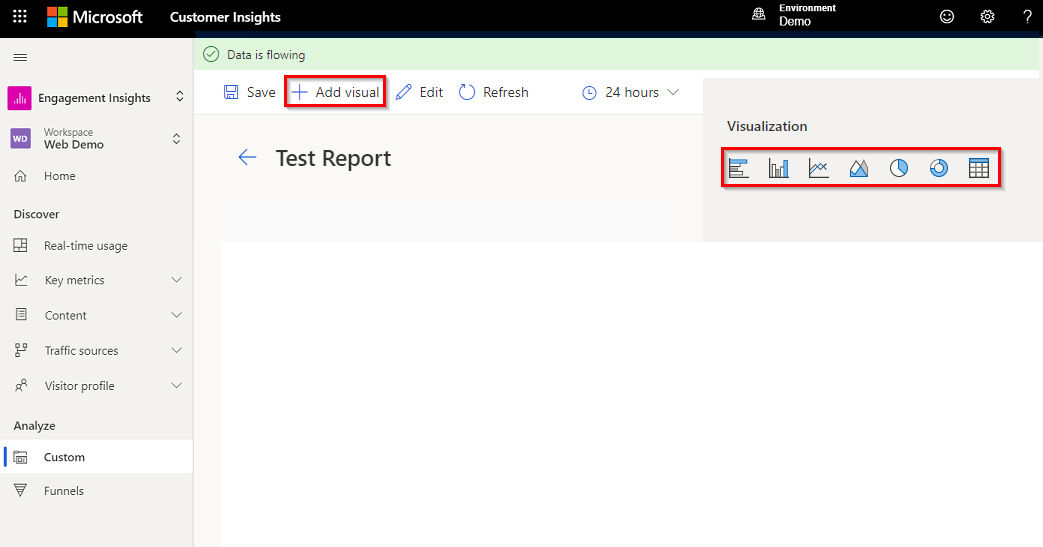 Microsoft
Customer Insights
Environment
Demo
?
Data is flowing
Engagement Insights
WD
Workspace
Web Demo
Home
Discover
Real-time usage
Key metrics
Content
Traffic sources
Visitor profile
Analyze
Custom
Funnels
Save
Add visual
Edit
Refresh
24 hours
Test Report
Visualization